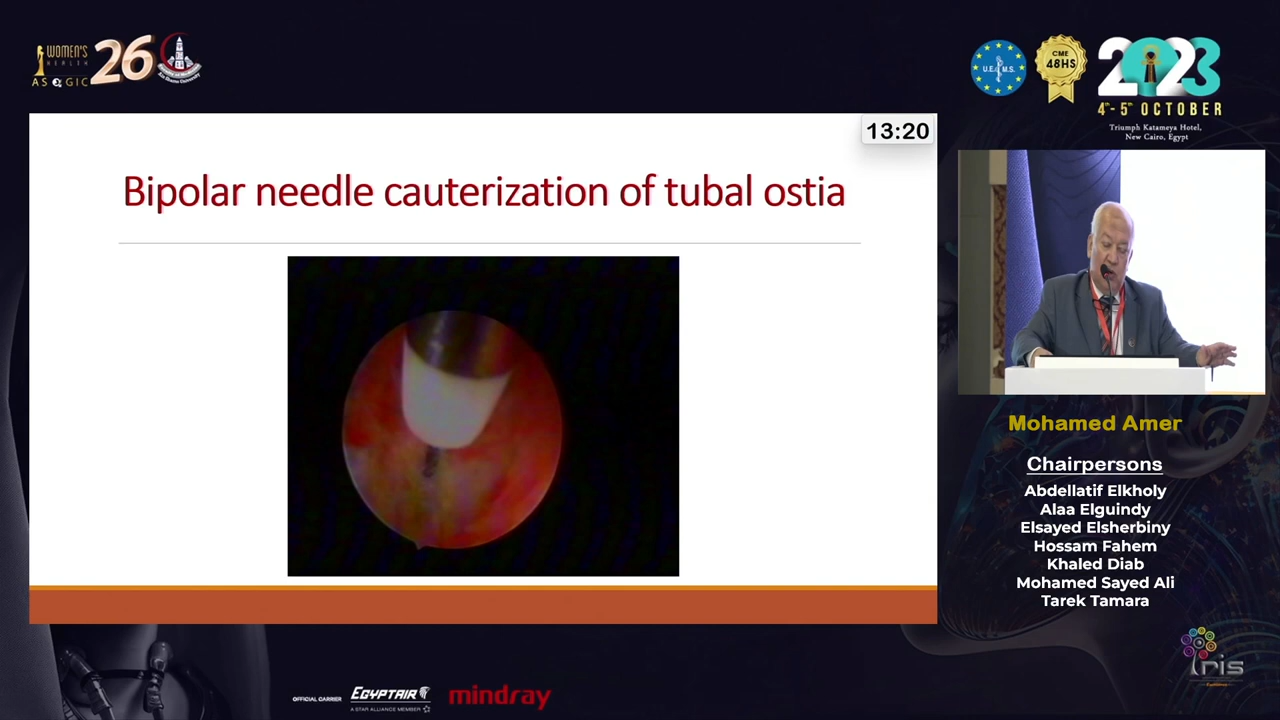 WOMEN'S
HEALTH
ASOGIC
26
U.E.M.S.
CME
48HS
2023
4th - 5th OCTOBER
Triumph Katameya Hotel,
New Cairo, Egypt
13:20
Bipolar needle cauterization of tubal ostia
Mohamed Amer
Chairpersons
Abdellatif Elkholy
Alaa Elguindy
Elsayed Elsherbiny
Hossam Fahem
Khaled Diab
Mohamed Sayed Ali
Tarek Tamara
OFFICIAL CARRIER
EGYPTAIR
A STAR ALLIANCE MEMBER
mindray
Iris